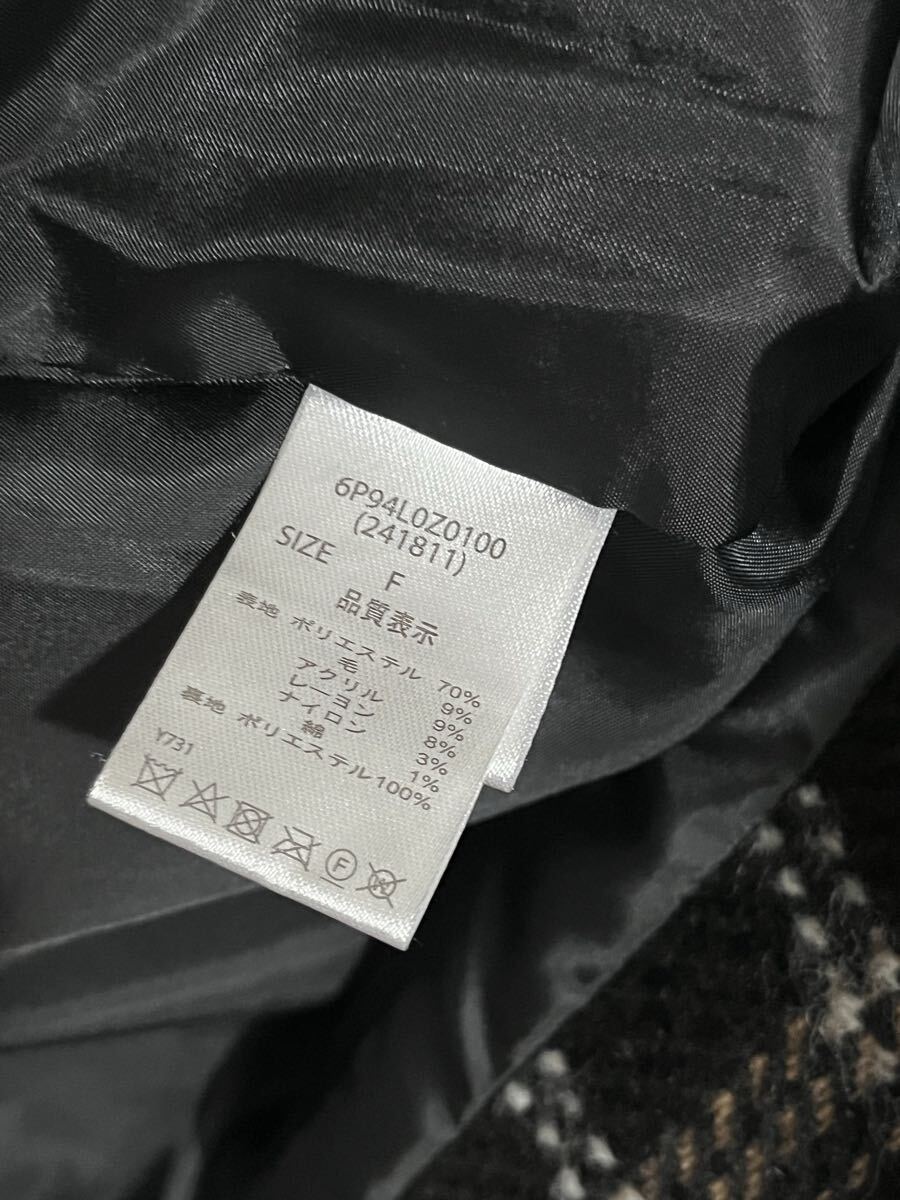 6P94L0Z0100
(241811)
SIZE F
品質表示
表地 ポリエステル 70%
毛 9%
アクリル 9%
レーヨン 8%
ナイロン 3%
綿 1%
裏地 ポリエステル100%
Y731
F
W